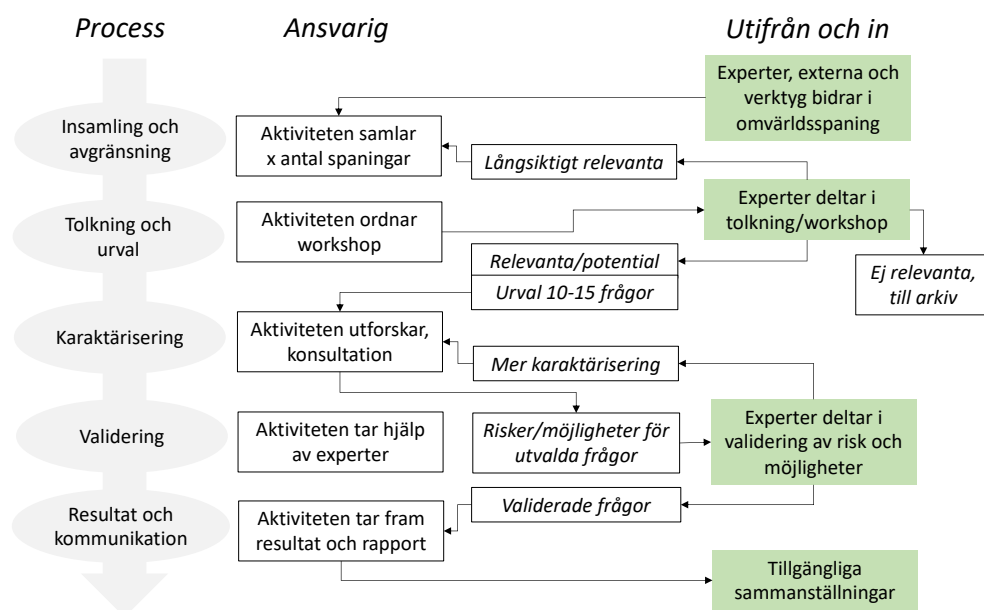 Process
Ansvarig
Utifrån och in
Experter, externa och
verktyg bidrar i
omvärldsspaning
Insamling och
avgränsning
Aktiviteten samlar
x antal spaningar
Långsiktigt relevanta
Tolkning och
urval
Aktiviteten ordnar
workshop
Experter deltar i
tolkning/workshop
Relevanta/potential
Urval 10-15 frågor
Ej relevanta,
till arkiv
Karaktärisering
Aktiviteten utforskar,
konsultation
Mer karaktärisering
Validering
Aktiviteten tar hjälp
av experter
Risker/möjligheter för
utvalda frågor
Experter deltar i
validering av risk och
möjligheter
Validerade frågor
Resultat och
kommunikation
Aktiviteten tar fram
resultat och rapport
Tillgängliga
sammanställningar